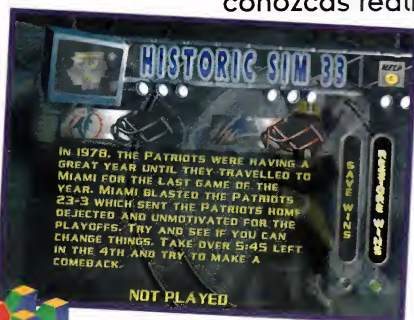 conozcas
HISTORIC SIM 33
HELP
IN 1978, THE PATRIOTS WERE HAVING A
GREAT YEAR UNTIL THEY TRAVELLED TO
MIAMI FOR THE LAST GAME OF THE
YEAR. MIAMI BLASTED THE PATRIOTS
23-3 WHICH SENT THE PATRIOTS HOME
DEJECTED AND UNMOTIVATED FOR THE
PLAYOFFS. TRY AND SEE IF YOU CAN
CHANGE THINGS. TAKE OVER 5:45 LEFT
IN THE 4TH AND TRY TO MAKE A
COMEBACK.
NOT PLAYED
SAVE WINS